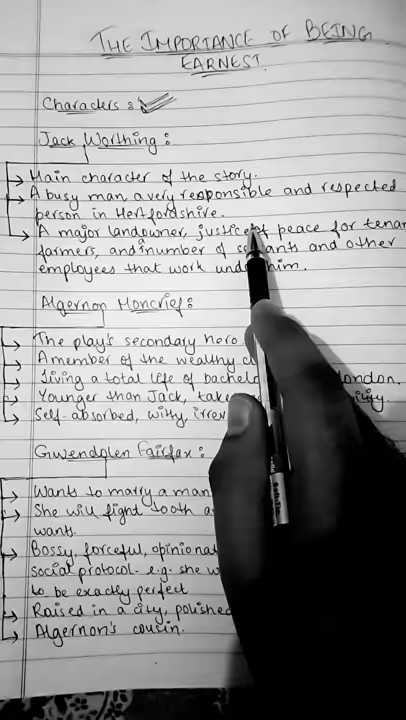 THE IMPORTANCE OF BEING
EARNEST
Characters :
Jack Worthing :
Main character of the story.
A busy man, a very responsible and respected
person in Hertfordshire.
A major landowner, justice of peace for tenan
farmers, and a number of servants and other
employees that work under him.
Algernon Moncrief :
The play's secondary hero
A member of the wealthy
living a total life of london.
Younger than Jack,
Self-absorbed, witty,
Gwendolen Fairfax :
Wants to marry a man
She will fight tooth
wants.
Bossy, forceful,
social protocol. e.g. she
to be exactly perfect
Raised in a city, polished
Algernon's cousin.